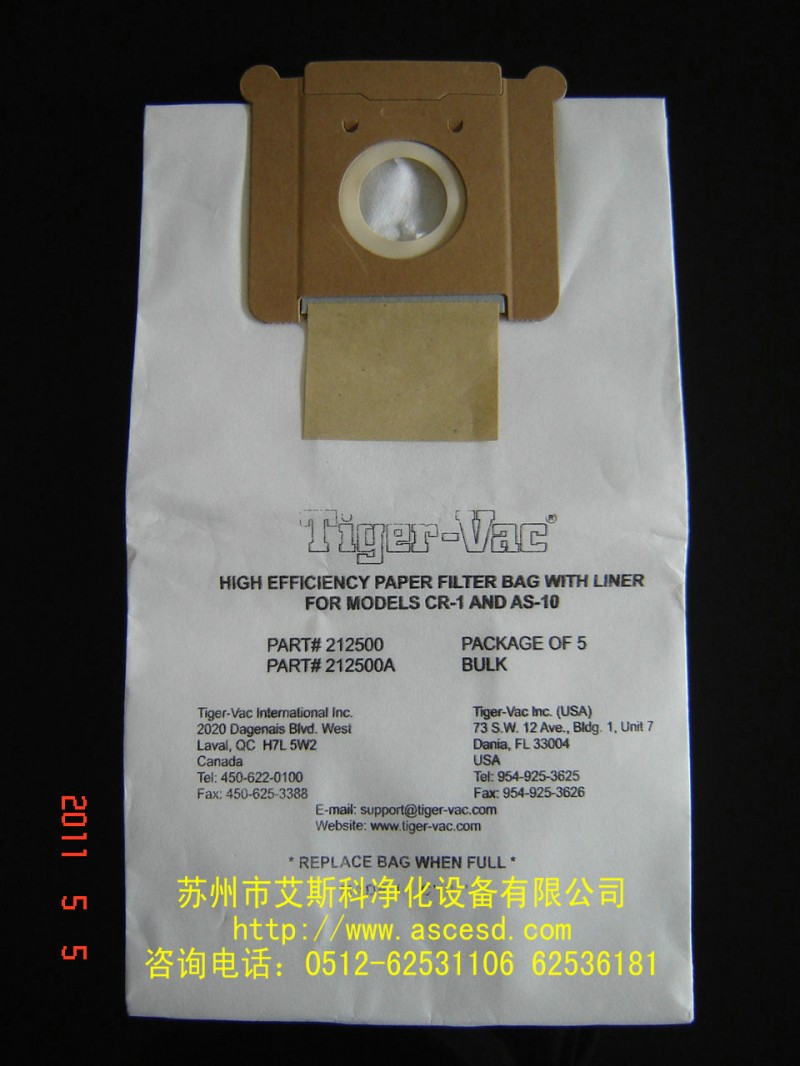 Tiger-Vac®
HIGH EFFICIENCY PAPER FILTER BAG WITH LINER
FOR MODELS CR-1 AND AS-10
PART# 212500 PACKAGE OF 5
PART# 212500A BULK
Tiger-Vac International Inc.
2020 Dagenais Blvd. West
Laval, QC H7L 5W2
Canada
Tel: 450-622-0100
Fax: 450-625-3388
Tiger-Vac Inc. (USA)
73 S.W. 12 Ave., Bldg. 1, Unit 7
Dania, FL 33004
USA
Tel: 954-925-3625
Fax: 954-925-3626
E-mail: support@tiger-vac.com
Website: www.tiger-vac.com
* REPLACE BAG WHEN FULL *
苏州市艾斯科净化设备有限公司
http://www.ascesd.com
咨询电话：0512-62531106 62536181
2011 5 5